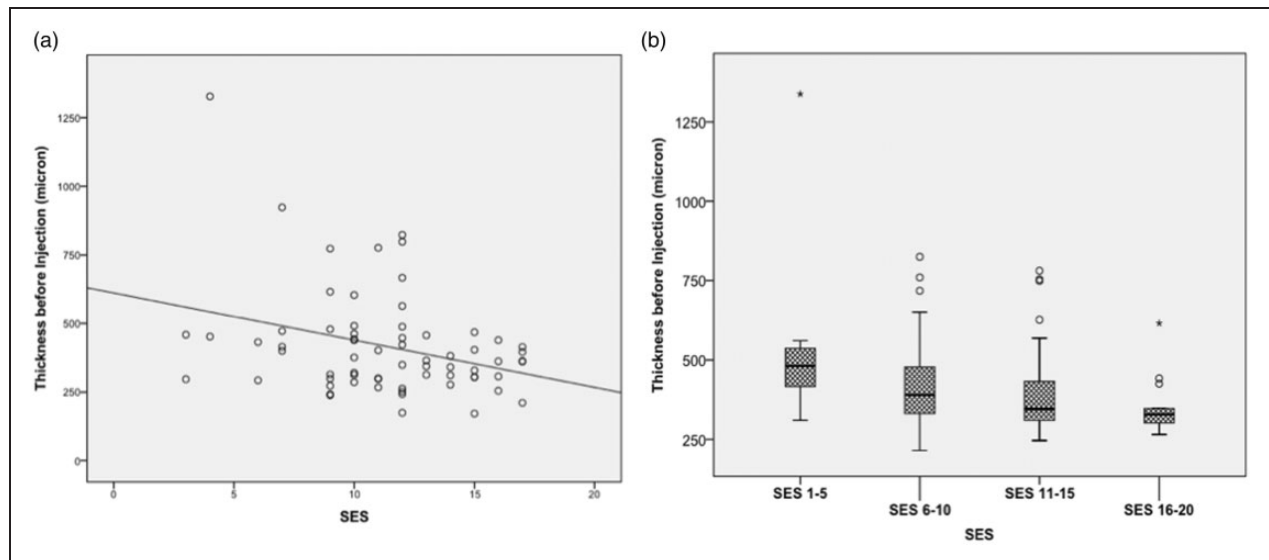 (a)
Thickness before Injection (micron)
1250
1000
750
500
250
0
0 5 10 15 20
SES
(b)
Thickness before Injection (micron)
1250
1000
750
500
250
SES 1-5 SES 11-15
SES 6-10 SES 16-20
SES